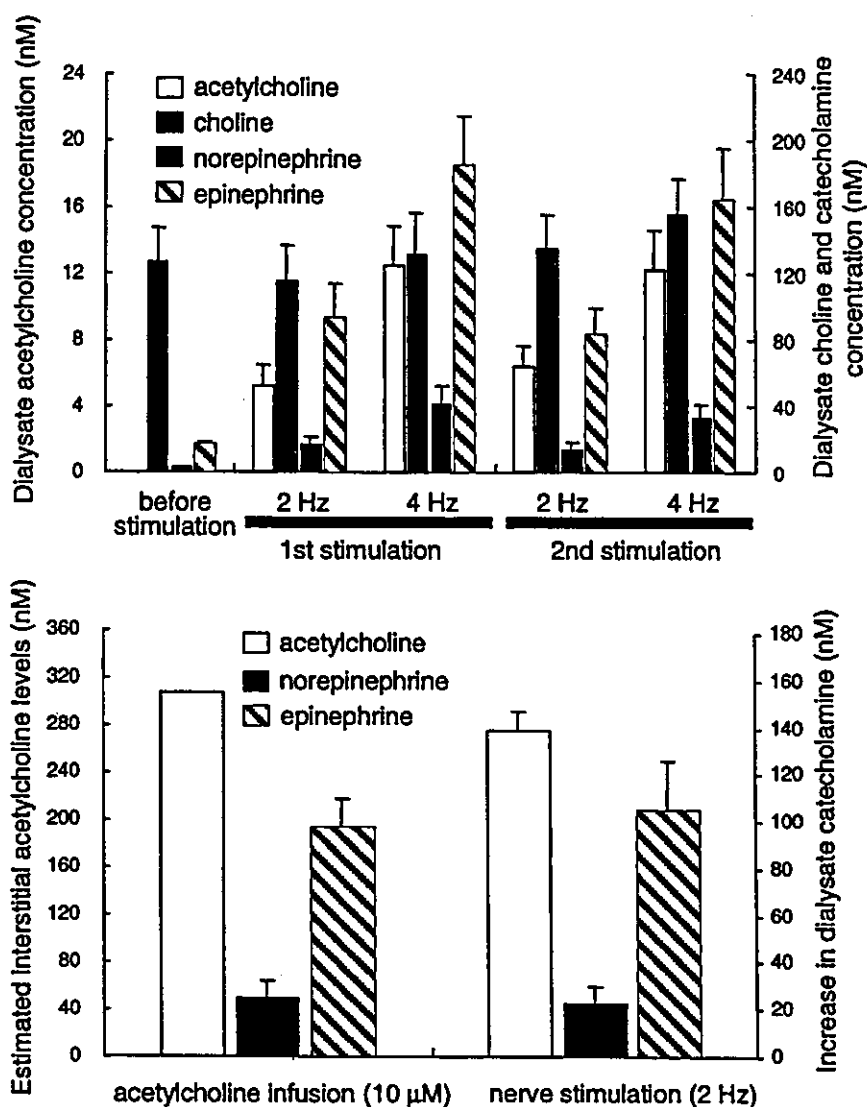 Dialysate acetylcholine concentration (nM)
24
20
16
12
8
4
0
acetylcholine
choline
norepinephrine
epinephrine
240
200
160
120
80
40
0
Dialysate choline and catecholamine
concentration (nM)
before
stimulation
2 Hz
4 Hz
2 Hz
4 Hz
1st stimulation
2nd stimulation
Estimated Interstitial acetylcholine levels (nM)
360
320
280
240
200
160
120
80
40
0
acetylcholine
norepinephrine
epinephrine
180
160
140
120
100
80
60
40
20
0
Increase in dialysate catecholamine (nM)
acetylcholine infusion (10 μM)
nerve stimulation (2 Hz)